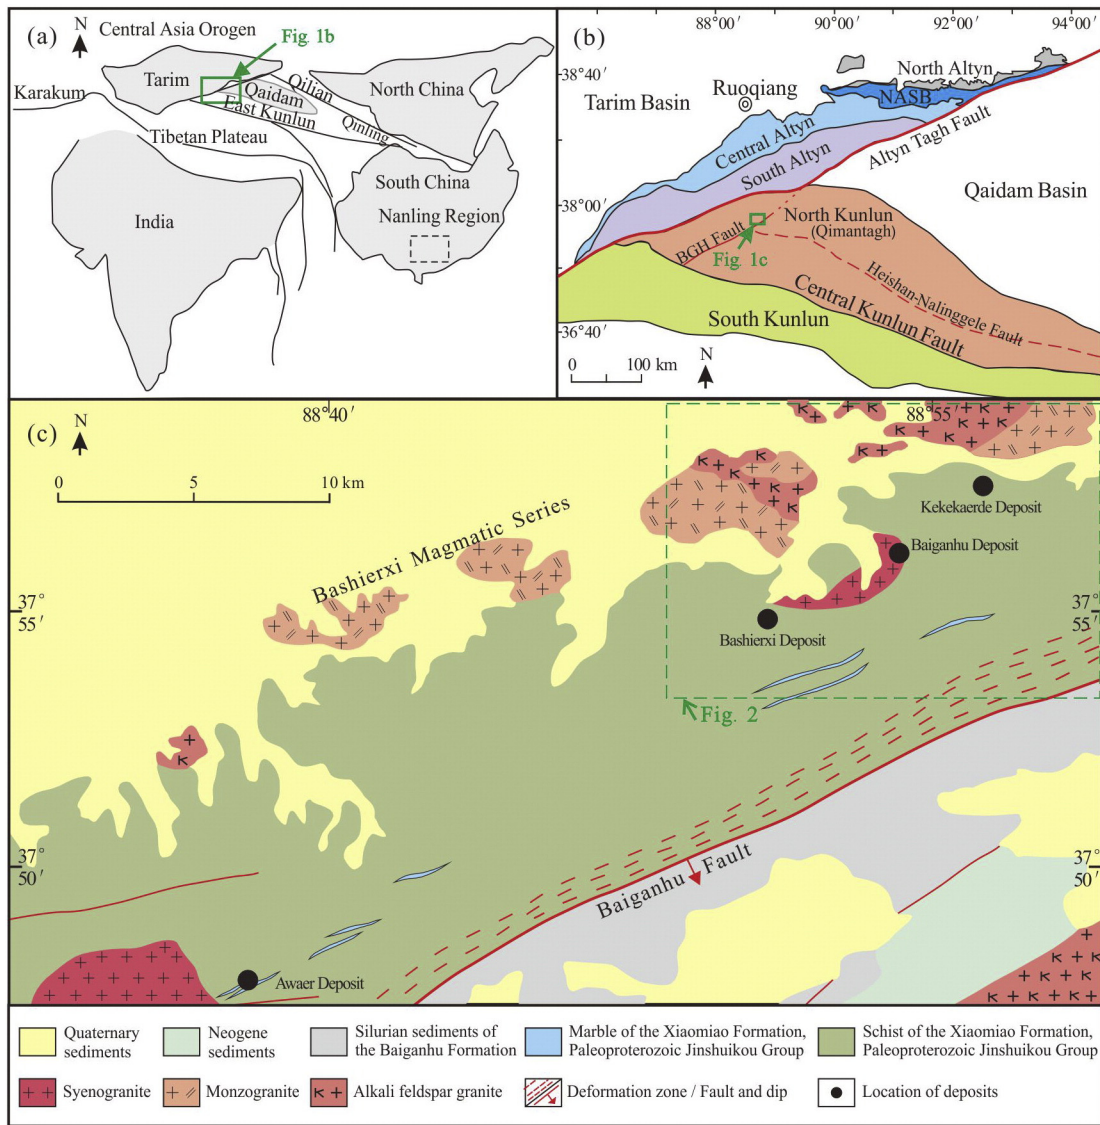 (a)
N
Central Asia Orogen
Fig. 1b
Tarim
Karakum
Qilian
Qaidam
East Kunlun
Qinling
North China
Tibetan Plateau
South China
Nanling Region
India
(b)
88°00′
90°00′
92°00′
94°00′
38°40′
38°00′
36°40′
Tarim Basin
Ruoqiang
North Altyn
NASB
Central Altyn
South Altyn
Altyn Tagh Fault
Qaidam Basin
BGH Fault
North Kunlun
(Qimantagh)
Fig. 1c
Heishan-Nalinggele Fault
Central Kunlun Fault
South Kunlun
0 100 km
N
(c)
N
88°40′
88°55′
0 5 10 km
Bashierxi Magmatic Series
Kekekaerde Deposit
Baiganhu Deposit
Bashierxi Deposit
37°
55′
37°
55′
Fig. 2
37°
50′
37°
50′
Baiganhu Fault
Awaer Deposit
Quaternary
sediments
Neogene
sediments
Silurian sediments of
the Baiganhu Formation
Marble of the Xiaomiao Formation,
Paleoproterozoic Jinshuikou Group
Schist of the Xiaomiao Formation,
Paleoproterozoic Jinshuikou Group
Syenogranite
Monzogranite
Alkali feldspar granite
Deformation zone / Fault and dip
Location of deposits